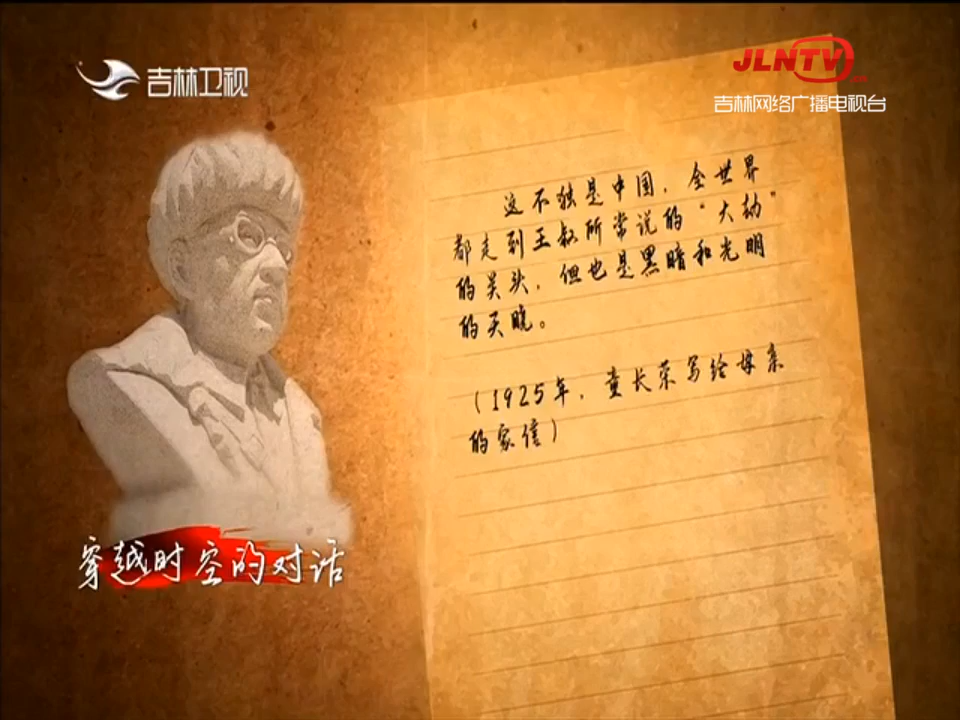 吉林卫视
JLNTV
吉林网络广播电视台
这不独是中国，全世界
都走到王叔所常说的“大劫”
的关头，但也是黑暗和光明
的天晓。
（1925年，童长荣写给母亲
的家信）
穿越时空的对话